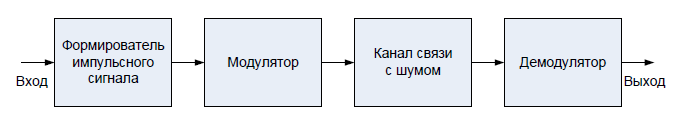 Вход
Формирователь
импульсного
сигнала
Модулятор
Канал связи
с шумом
Демодулятор
Выход